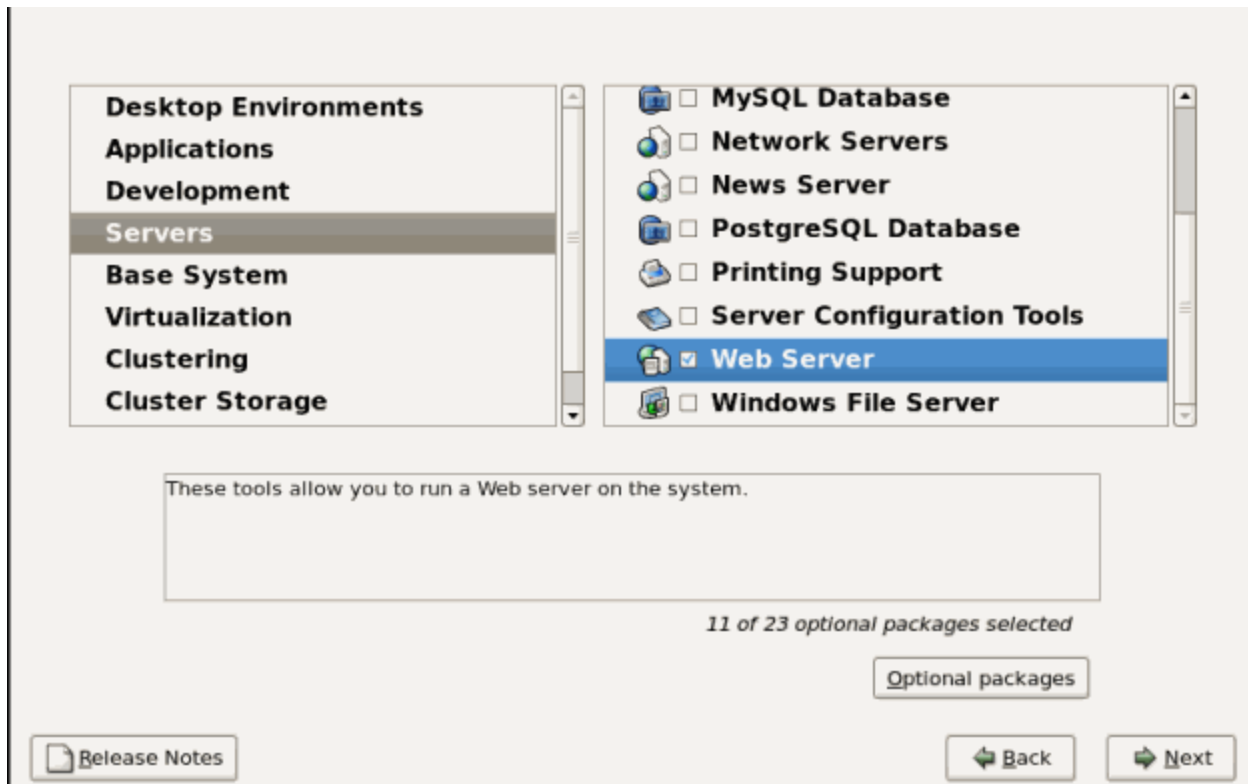 Desktop Environments
Applications
Development
Servers
Base System
Virtualization
Clustering
Cluster Storage
MySQL Database
Network Servers
News Server
PostgreSQL Database
Printing Support
Server Configuration Tools
Web Server
Windows File Server
These tools allow you to run a Web server on the system.
11 of 23 optional packages selected
Optional packages
Release Notes
Back
Next